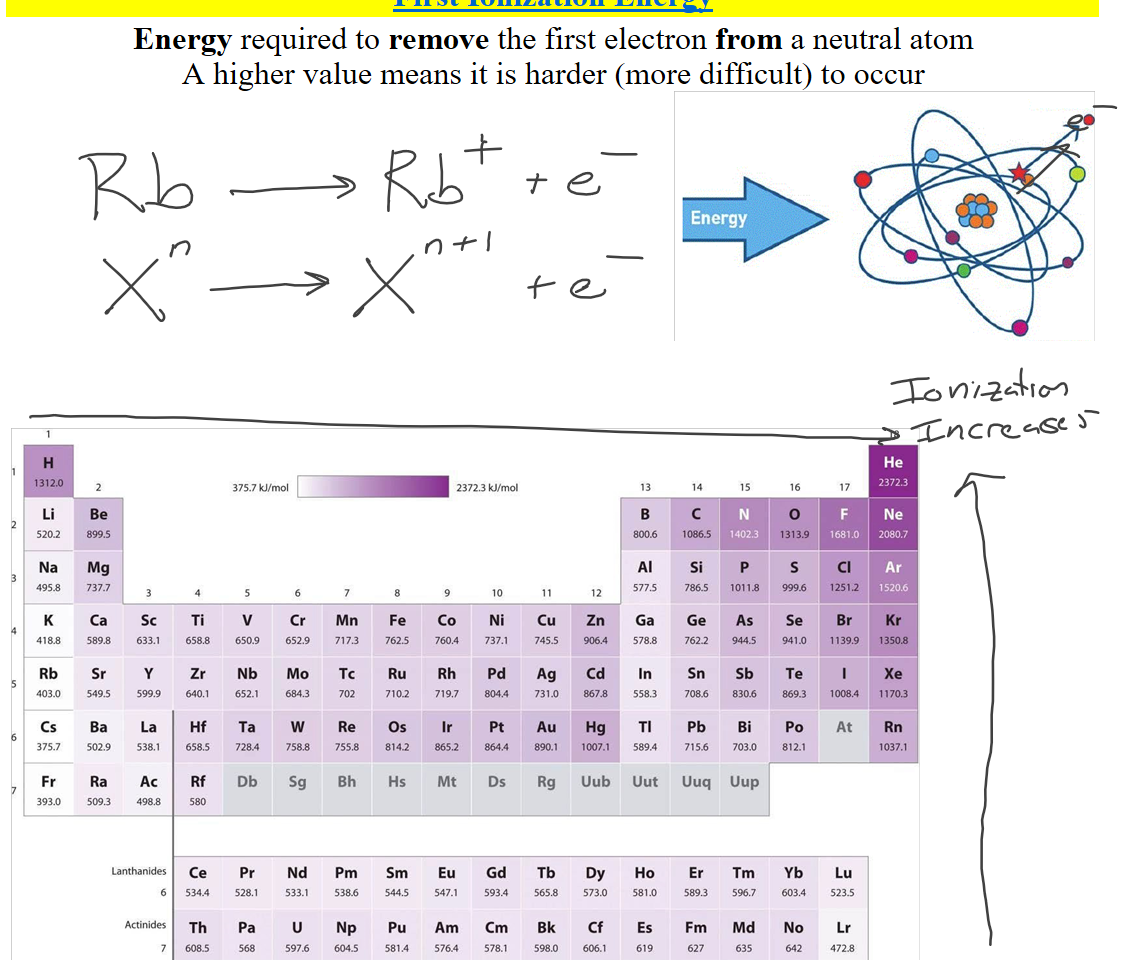 First Ionization Energy
Energy required to remove the first electron from a neutral atom
A higher value means it is harder (more difficult) to occur
e⁻
Rb → Rb⁺ + e⁻
Energy
Xⁿ → Xⁿ⁺¹ + e⁻
Ionization
Increases
1 18
1 H He
1312.0 2372.3
2 375.7 kJ/mol 2372.3 kJ/mol 13 14 15 16 17
2 Li Be B C N O F Ne
520.2 899.5 800.6 1086.5 1402.3 1313.9 1681.0 2080.7
3 Na Mg Al Si P S Cl Ar
495.8 737.7 577.5 786.5 1011.8 999.6 1251.2 1520.6
3 4 5 6 7 8 9 10 11 12
4 K Ca Sc Ti V Cr Mn Fe Co Ni Cu Zn Ga Ge As Se Br Kr
418.8 589.8 633.1 658.8 650.9 652.9 717.3 762.5 760.4 737.1 745.5 906.4 578.8 762.2 944.5 941.0 1139.9 1350.8
5 Rb Sr Y Zr Nb Mo Tc Ru Rh Pd Ag Cd In Sn Sb Te I Xe
403.0 549.5 599.9 640.1 652.1 684.3 702 710.2 719.7 804.4 731.0 867.8 558.3 708.6 830.6 869.3 1008.4 1170.3
6 Cs Ba La Hf Ta W Re Os Ir Pt Au Hg Tl Pb Bi Po At Rn
375.7 502.9 538.1 658.5 728.4 758.8 755.8 814.2 865.2 864.4 890.1 1007.1 589.4 715.6 703.0 812.1 1037.1
7 Fr Ra Ac Rf Db Sg Bh Hs Mt Ds Rg Uub Uut Uuq Uup
393.0 509.3 498.8 580
Lanthanides Ce Pr Nd Pm Sm Eu Gd Tb Dy Ho Er Tm Yb Lu
6 534.4 528.1 533.1 538.6 544.5 547.1 593.4 565.8 573.0 581.0 589.3 596.7 603.4 523.5
Actinides Th Pa U Np Pu Am Cm Bk Cf Es Fm Md No Lr
7 608.5 568 597.6 604.5 581.4 576.4 578.1 598.0 606.1 619 627 635 642 472.8